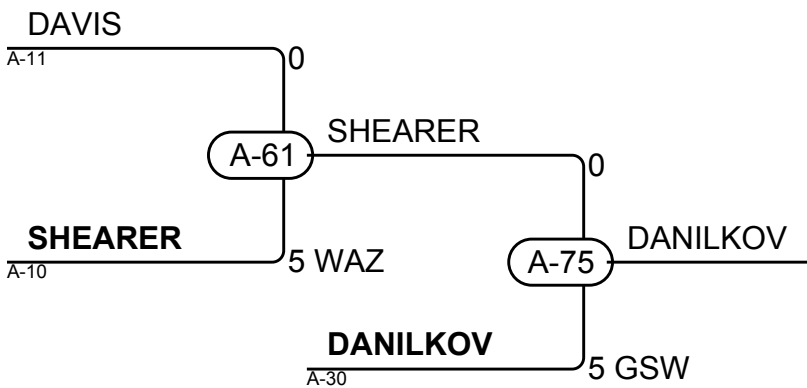 DAVIS
A-11
0
A-61
SHEARER
0
SHEARER
A-10
5 WAZ
A-75
DANILKOV
DANILKOV
A-30
5 GSW